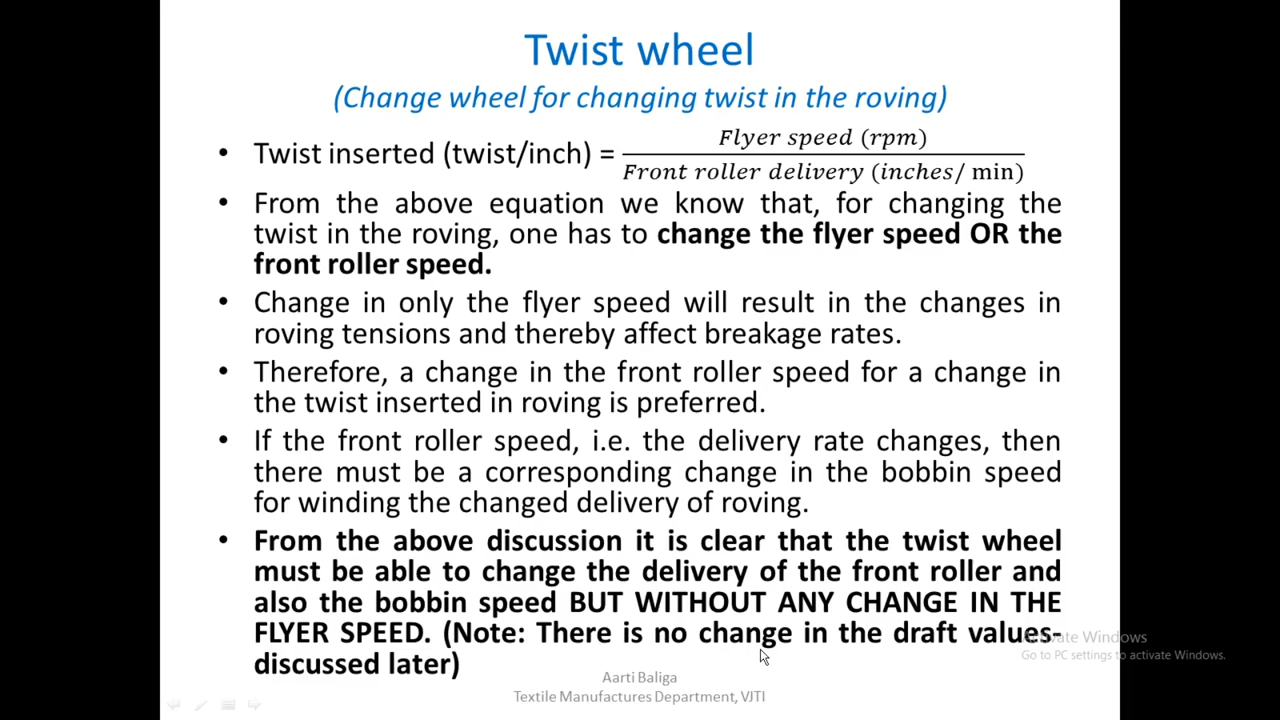 Twist wheel
(Change wheel for changing twist in the roving)
• Twist inserted (twist/inch) = Flyer speed (rpm) / Front roller delivery (inches/ min)
• From the above equation we know that, for changing the
twist in the roving, one has to change the flyer speed OR the
front roller speed.
• Change in only the flyer speed will result in the changes in
roving tensions and thereby affect breakage rates.
• Therefore, a change in the front roller speed for a change in
the twist inserted in roving is preferred.
• If the front roller speed, i.e. the delivery rate changes, then
there must be a corresponding change in the bobbin speed
for winding the changed delivery of roving.
• From the above discussion it is clear that the twist wheel
must be able to change the delivery of the front roller and
also the bobbin speed BUT WITHOUT ANY CHANGE IN THE
FLYER SPEED. (Note: There is no change in the draft values-
discussed later)
Activate Windows
Go to PC settings to activate Windows.
Aarti Baliga
Textile Manufactures Department, VJTI